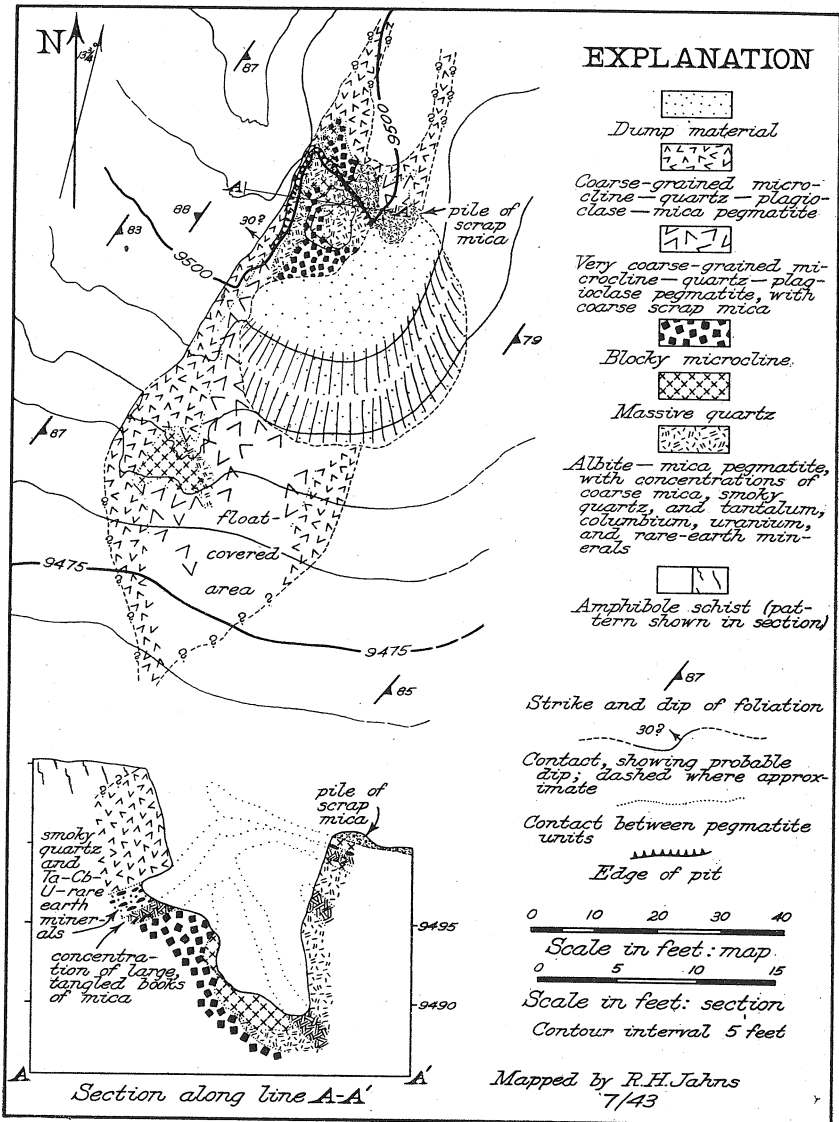 N
13¾°
87
9500
A
A'
pile of
scrap
mica
88
83
30?
9500
79
87
float-
covered
area
9475
9475
85
EXPLANATION
Dump material
Coarse-grained micro-
cline—quartz—plagio-
clase—mica pegmatite
Very coarse-grained mi-
crocline—quartz—plag-
ioclase pegmatite, with
coarse scrap mica
Blocky microcline
Massive quartz
Albite—mica pegmatite,
with concentrations of
coarse mica, smoky
quartz, and tantalum,
columbium, uranium,
and rare-earth min-
erals
Amphibole schist (pat-
tern shown in section)
87
Strike and dip of foliation
30?
Contact, showing probable
dip; dashed where approx-
imate
Contact between pegmatite
units
Edge of pit
0 10 20 30 40
Scale in feet: map
0 5 10 15
Scale in feet: section
Contour interval 5 feet
Mapped by R.H. Jahns
7/43
smoky
quartz
and
Ta-Cb-
U-rare
earth
miner-
als
concentra-
tion of large,
tangled books
of mica
pile of
scrap
mica
9495
9490
A
A'
Section along line A-A'